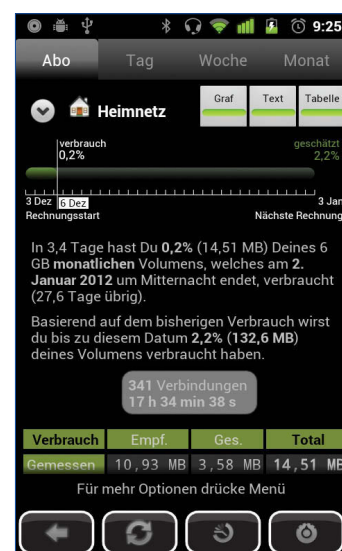 9:25
Abo Tag Woche Monat
Heimnetz
Graf Text Tabelle
verbrauch geschätzt
0,2% 2,2%
3 Dez 6 Dez 3 Jan
Rechnungsstart Nächste Rechnung
In 3,4 Tage hast Du 0,2% (14,51 MB) Deines 6
GB monatlichen Volumens, welches am 2.
Januar 2012 um Mitternacht endet, verbraucht
(27,6 Tage übrig).
Basierend auf dem bisherigen Verbrauch wirst
du bis zu diesem Datum 2,2% (132,6 MB)
deines Volumens verbraucht haben.
341 Verbindungen
17 h 34 min 38 s
Verbrauch Empf. Ges. Total
Gemessen 10,93 MB 3,58 MB 14,51 MB
Für mehr Optionen drücke Menü